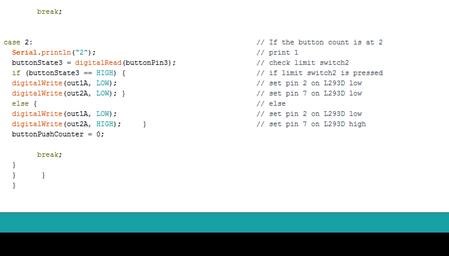 break;
case 2: // If the button count is at 2
Serial.println("2"); // print 1
buttonState3 = digitalRead(buttonPin3); // check limit switch2
if (buttonState3 == HIGH) { // if limit switch2 is pressed
digitalWrite(out1A, LOW); // set pin 2 on L293D low
digitalWrite(out2A, LOW); } // set pin 7 on L293D low
else { // else
digitalWrite(out1A, LOW); // set pin 2 on L293D low
digitalWrite(out2A, HIGH); } // set pin 7 on L293D high
buttonPushCounter = 0;
break;
}
} }
}